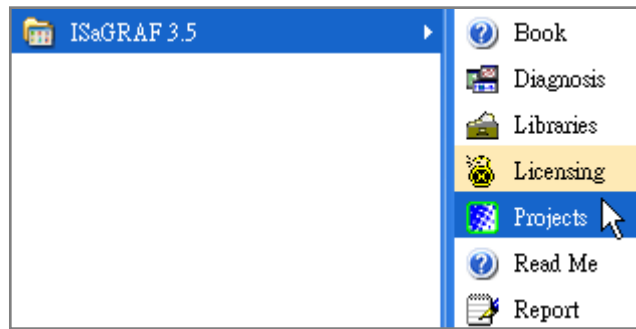 ISaGRAF 3.5
Book
Diagnosis
Libraries
Licensing
Projects
Read Me
Report